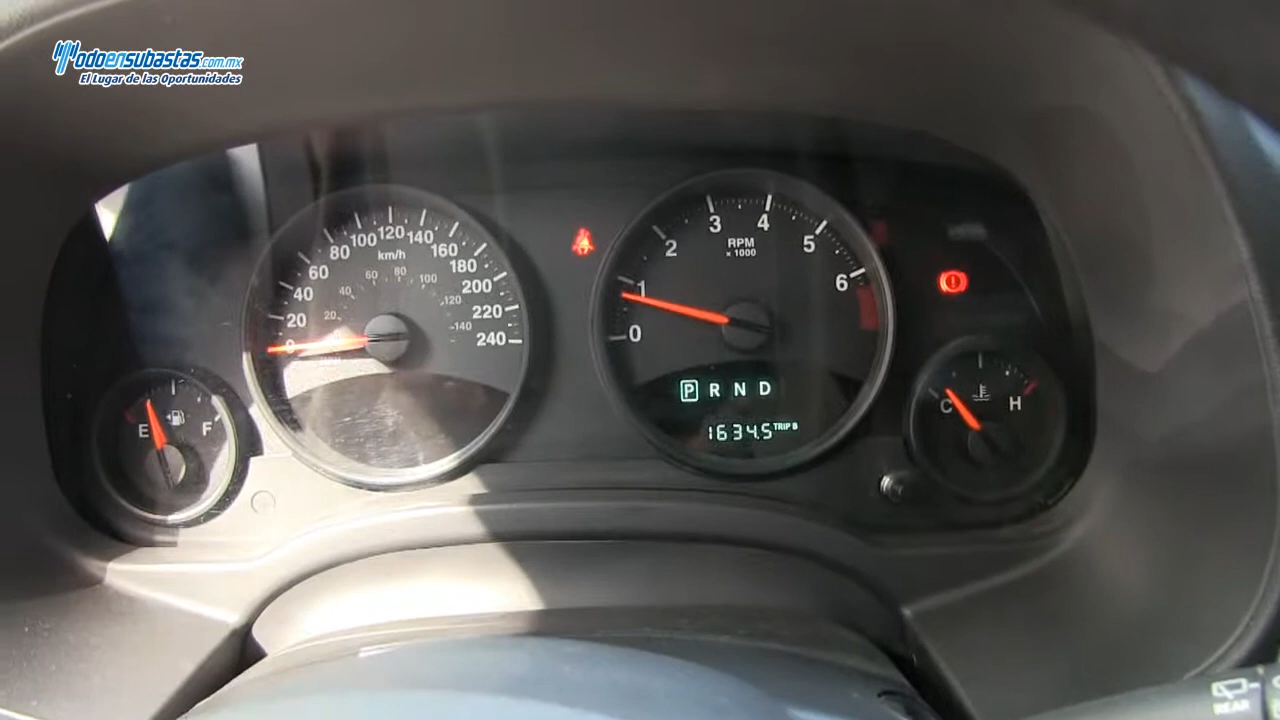 Todoensubastas.com.mx
El Lugar de las Oportunidades
0 20 40 60 80 100 120 140 160 180 200 220 240
km/h
20 40 60 80 100 120 140
0 1 2 3 4 5 6
RPM
x 1000
P R N D
1634.5 TRIP B
E F
C H
REAR